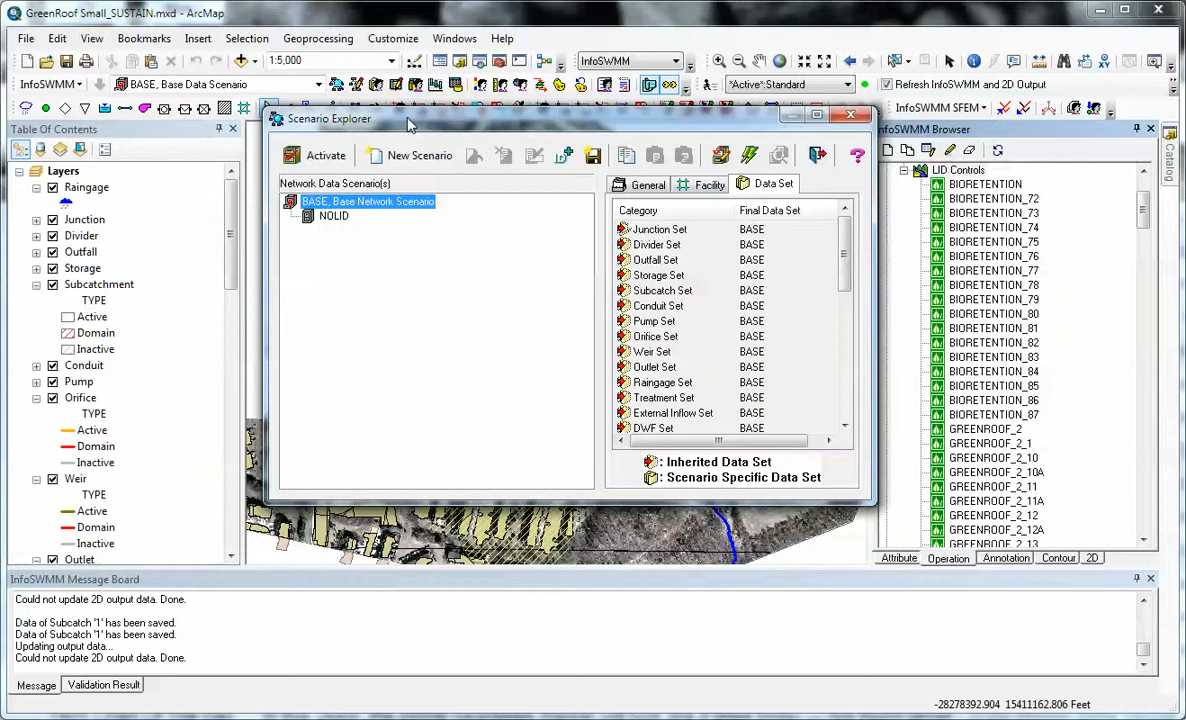 GreenRoof Small_SUSTAIN.mxd - ArcMap
File Edit View Bookmarks Insert Selection Geoprocessing Customize Windows Help
1:5,000 InfoSWMM
InfoSWMM BASE, Base Data Scenario *Active*:Standard Refresh InfoSWMM and 2D Output
InfoSWMM SFEM
Table Of Contents
Layers
Raingage
Junction
Divider
Outfall
Storage
Subcatchment
TYPE
Active
Domain
Inactive
Conduit
Pump
Orifice
TYPE
Active
Domain
Inactive
Weir
TYPE
Active
Domain
Inactive
Outlet
Scenario Explorer
Activate New Scenario
Network Data Scenario(s)
BASE, Base Network Scenario
NOLID
General Facility Data Set
Category Final Data Set
Junction Set BASE
Divider Set BASE
Outfall Set BASE
Storage Set BASE
Subcatch Set BASE
Conduit Set BASE
Pump Set BASE
Orifice Set BASE
Weir Set BASE
Outlet Set BASE
Raingage Set BASE
Treatment Set BASE
External Inflow Set BASE
DWF Set BASE
: Inherited Data Set
: Scenario Specific Data Set
InfoSWMM Browser
LID Controls
BIORETENTION
BIORETENTION_72
BIORETENTION_73
BIORETENTION_74
BIORETENTION_75
BIORETENTION_76
BIORETENTION_77
BIORETENTION_78
BIORETENTION_79
BIORETENTION_80
BIORETENTION_81
BIORETENTION_82
BIORETENTION_83
BIORETENTION_84
BIORETENTION_85
BIORETENTION_86
BIORETENTION_87
GREENROOF_2
GREENROOF_2_1
GREENROOF_2_10
GREENROOF_2_10A
GREENROOF_2_11
GREENROOF_2_11A
GREENROOF_2_12
GREENROOF_2_12A
GREENROOF_2_13
Attribute Operation Annotation Contour 2D
Catalog
InfoSWMM Message Board
Could not update 2D output data. Done.
Data of Subcatch '1' has been saved.
Data of Subcatch '1' has been saved.
Updating output data...
Could not update 2D output data. Done.
Message Validation Result
-28278392.904 15411162.806 Feet